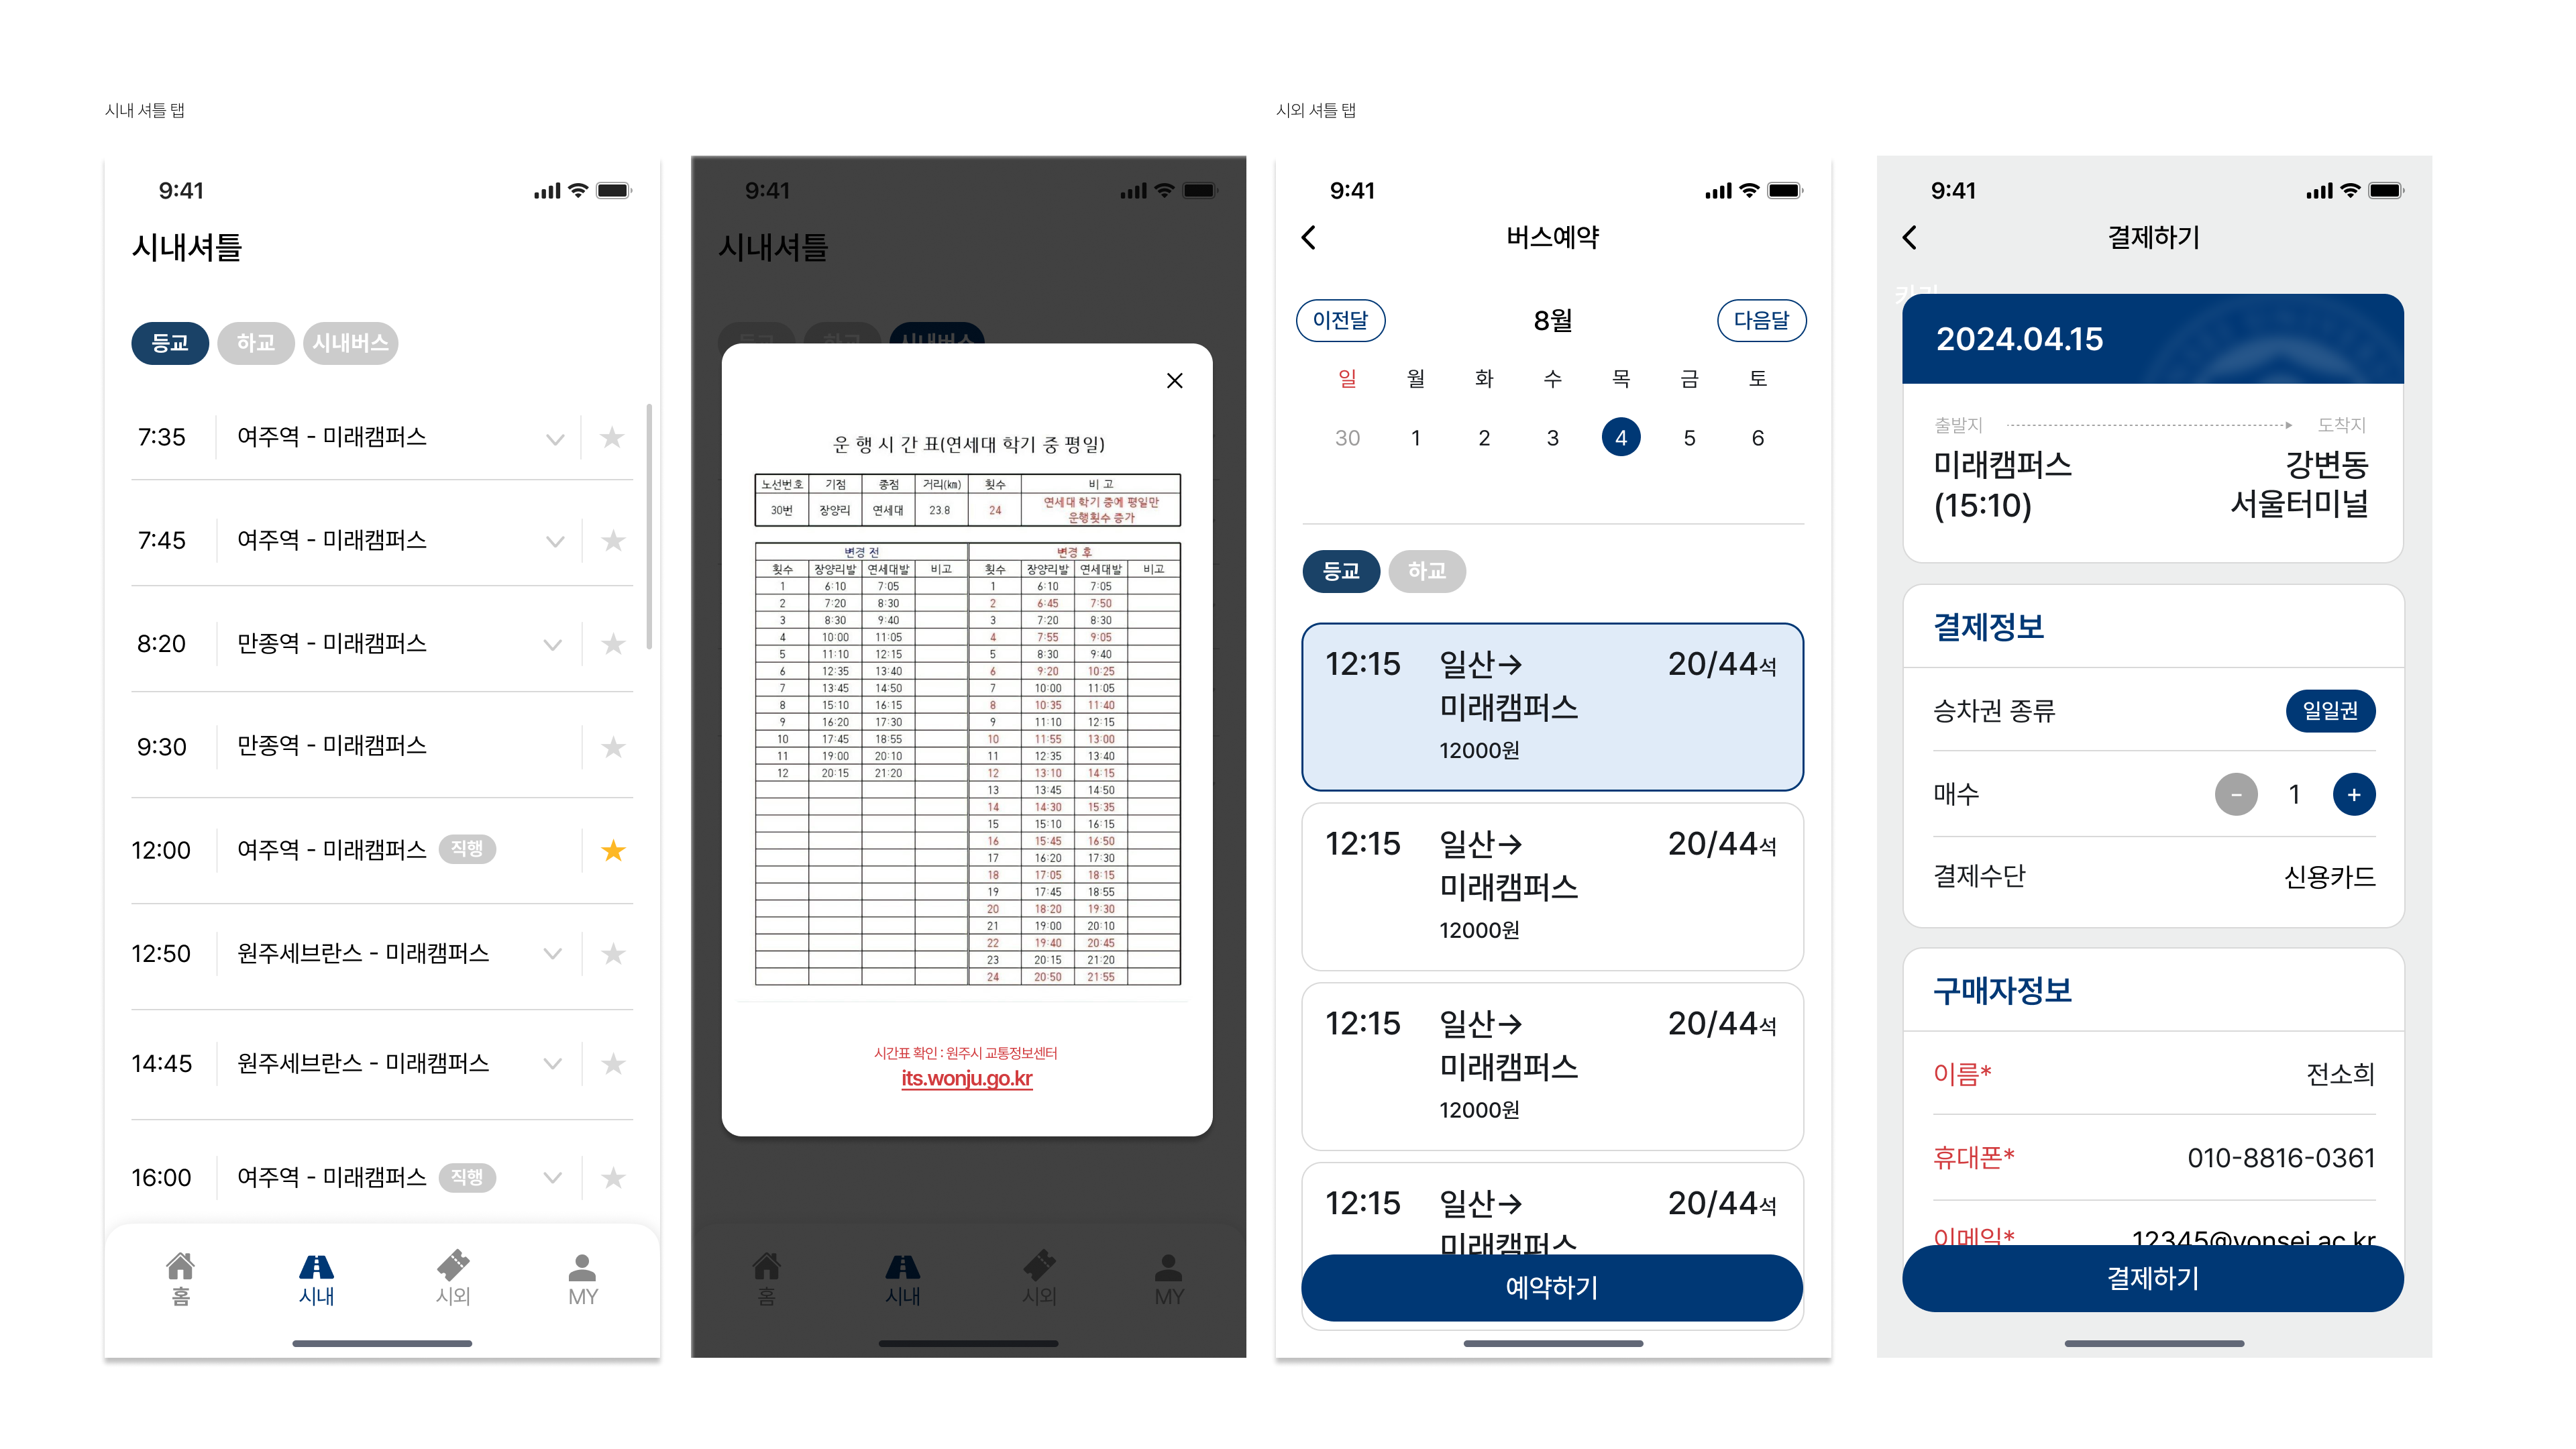 시내 셔틀 탭
9:41
시내셔틀
등교 하교 시내버스
7:35 여주역 - 미래캠퍼스
7:45 여주역 - 미래캠퍼스
8:20 만종역 - 미래캠퍼스
9:30 만종역 - 미래캠퍼스
12:00 여주역 - 미래캠퍼스 직행
12:50 원주세브란스 - 미래캠퍼스
14:45 원주세브란스 - 미래캠퍼스
16:00 여주역 - 미래캠퍼스 직행
홈 시내 시외 MY
9:41
시내셔틀
등교 하교 시내버스
운 행 시 간 표(연세대 학기 중 평일)
노선번호 기점 종점 거리(km) 횟수 비 고
30번 장양리 연세대 23.8 24 연세대 학기 중에 평일만
운행횟수 증가
변경 전 변경 후
횟수 장양리발 연세대발 비고 횟수 장양리발 연세대발 비고
1 6:10 7:05 1 6:10 7:05
2 7:20 8:30 2 6:45 7:50
3 8:30 9:40 3 7:20 8:30
4 10:00 11:05 4 7:55 9:05
5 11:10 12:15 5 8:30 9:40
6 12:35 13:40 6 9:20 10:25
7 13:45 14:50 7 10:00 11:05
8 15:10 16:15 8 10:35 11:40
9 16:20 17:30 9 11:10 12:15
10 17:45 18:55 10 11:55 13:00
11 19:00 20:10 11 12:35 13:40
12 20:15 21:20 12 13:10 14:15
13 13:45 14:50
14 14:30 15:35
15 15:10 16:15
16 15:45 16:50
17 16:20 17:30
18 17:05 18:15
19 17:45 18:55
20 18:20 19:30
21 19:00 20:10
22 19:40 20:45
23 20:15 21:20
24 20:50 21:55
시간표 확인 : 원주시 교통정보센터
its.wonju.go.kr
홈 시내 시외 MY
시외 셔틀 탭
9:41
버스예약
이전달 8월 다음달
일 월 화 수 목 금 토
30 1 2 3 4 5 6
등교 하교
12:15 일산→ 20/44석
미래캠퍼스
12000원
12:15 일산→ 20/44석
미래캠퍼스
12000원
12:15 일산→ 20/44석
미래캠퍼스
12000원
12:15 일산→ 20/44석
미래캠퍼스
예약하기
9:41
결제하기
2024.04.15
출발지 도착지
미래캠퍼스 강변동
(15:10) 서울터미널
결제정보
승차권 종류 일일권
매수 - 1 +
결제수단 신용카드
구매자정보
이름* 전소희
휴대폰* 010-8816-0361
이메일* 12345@yonsei.ac.kr
결제하기